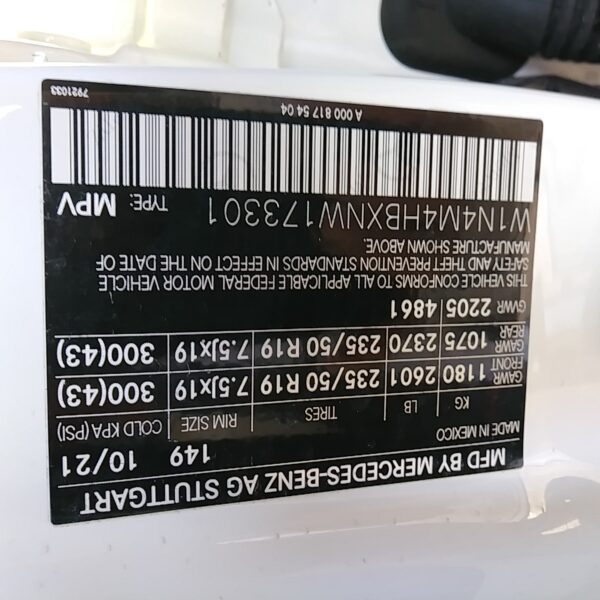 MFD BY MERCEDES-BENZ AG STUTTGART
MADE IN MEXICO 149 10/21
KG LB TIRES RIM SIZE COLD KPA (PSI)
GAWR FRONT 1180 2601 235/50 R19 7.5Jx19 300(43)
GAWR REAR 1075 2370 235/50 R19 7.5Jx19 300(43)
GVWR 2205 4861
THIS VEHICLE CONFORMS TO ALL APPLICABLE FEDERAL MOTOR VEHICLE
SAFETY AND THEFT PREVENTION STANDARDS IN EFFECT ON THE DATE OF
MANUFACTURE SHOWN ABOVE
W1N4M4HBXNW173301 TYPE: MPV
A 000 817 54 04
7921033